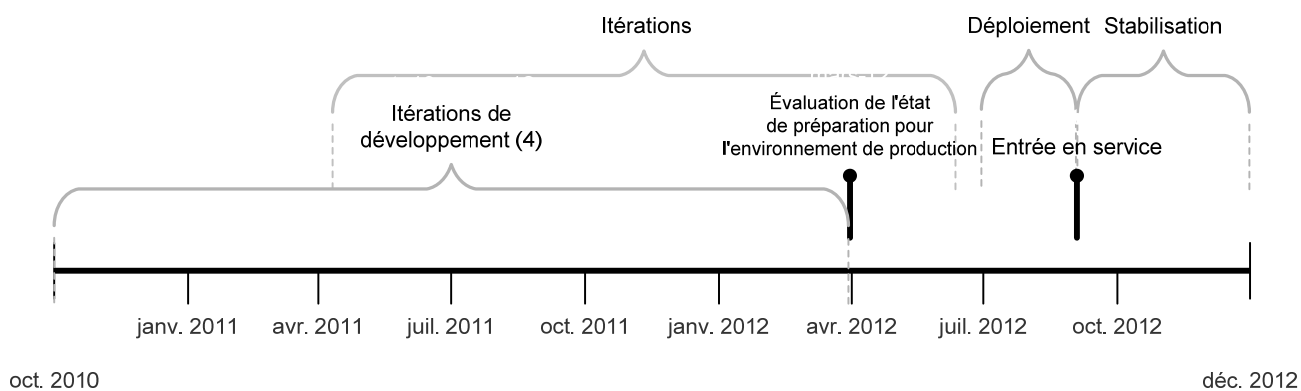 Itérations
Déploiement
Stabilisation
Itérations de
développement (4)
Évaluation de l'état
de préparation pour
l'environnement de production
Entrée en service
janv. 2011
avr. 2011
juil. 2011
oct. 2011
janv. 2012
avr. 2012
juil. 2012
oct. 2012
oct. 2010
déc. 2012